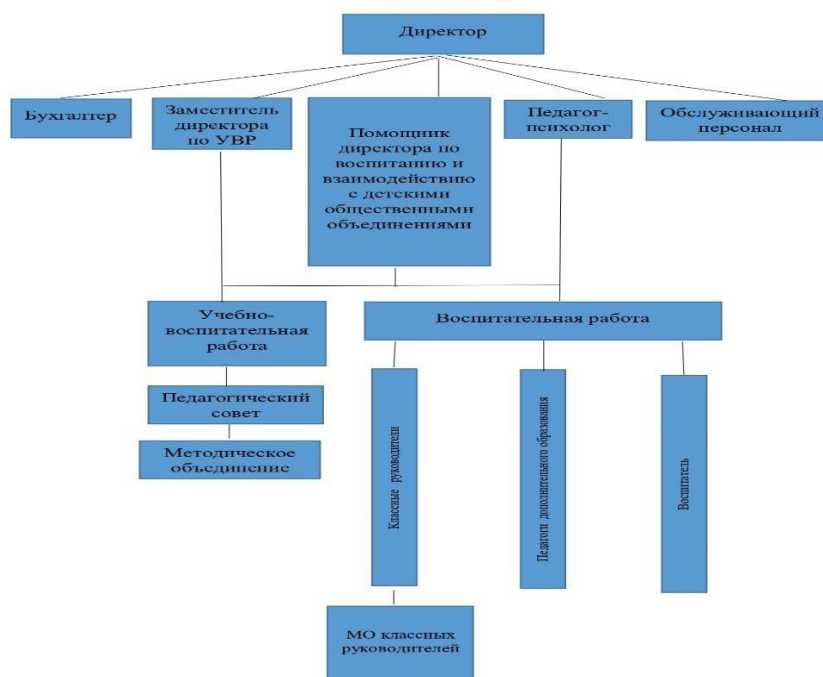 Директор
Бухгалтер
Заместитель
директора
по УВР
Помощник
директора по
воспитанию и
взаимодействию
с детскими
общественными
объединениями
Педагог-
психолог
Обслуживающий
персонал
Учебно-
воспитательная
работа
Воспитательная работа
Педагогический
совет
Методическое
объединение
Классные руководители
Педагоги дополнительного образования
Воспитатель
МО классных
руководителей